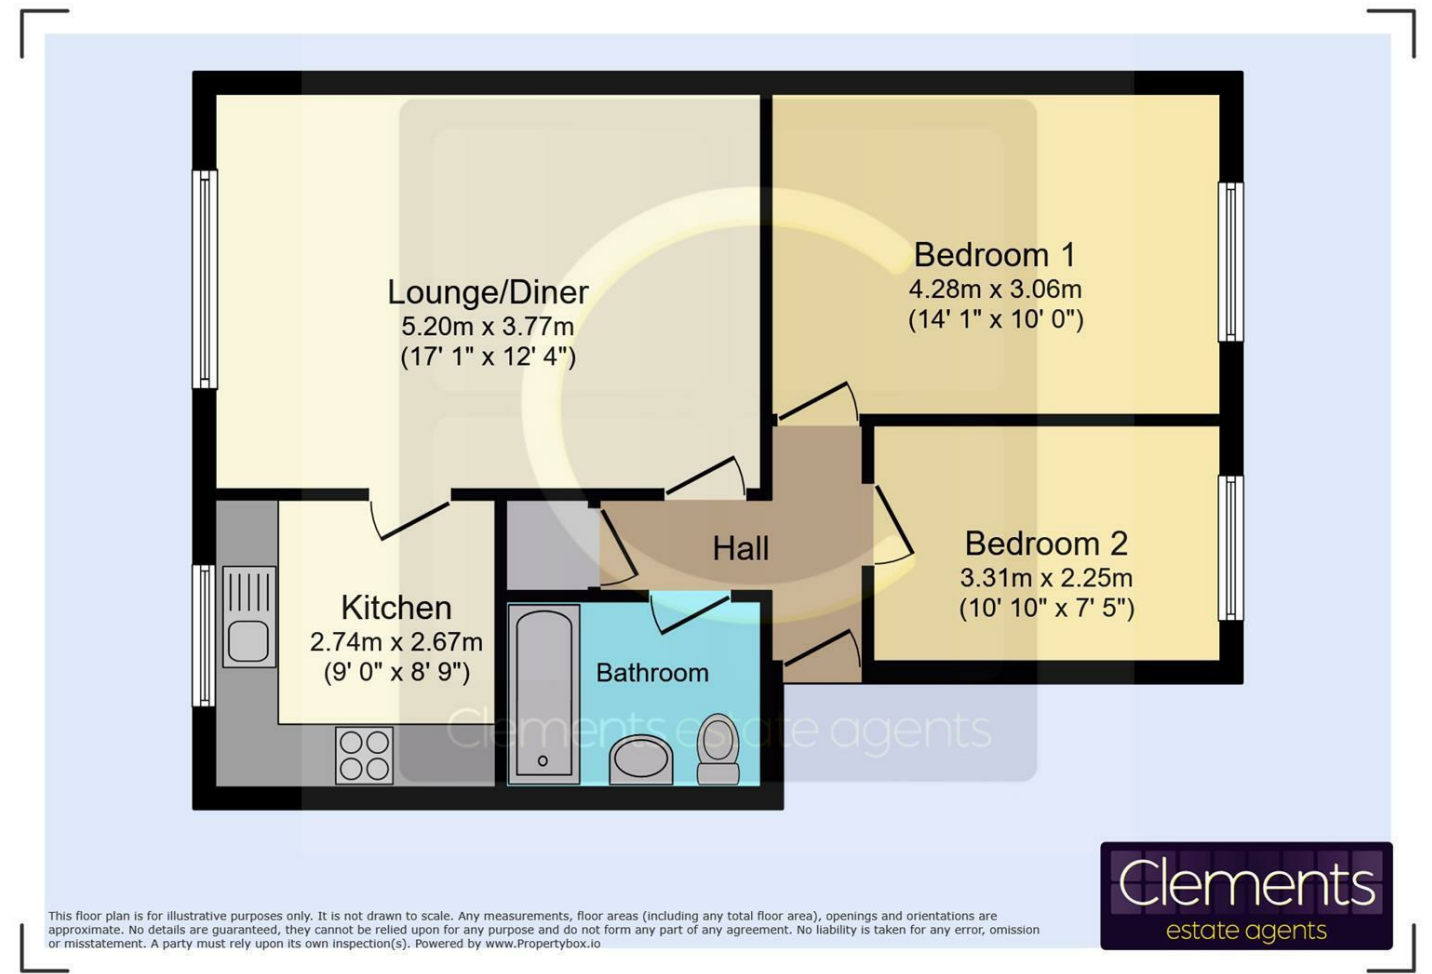 Lounge/Diner
5.20m x 3.77m
(17' 1" x 12' 4")
Bedroom 1
4.28m x 3.06m
(14' 1" x 10' 0")
Hall
Bedroom 2
3.31m x 2.25m
(10' 10" x 7' 5")
Kitchen
2.74m x 2.67m
(9' 0" x 8' 9")
Bathroom
Clements estate agents
Clements
estate agents
This floor plan is for illustrative purposes only. It is not drawn to scale. Any measurements, floor areas (including any total floor area), openings and orientations are
approximate. No details are guaranteed, they cannot be relied upon for any purpose and do not form any part of any agreement. No liability is taken for any error, omission
or misstatement. A party must rely upon its own inspection(s). Powered by www.Propertybox.io